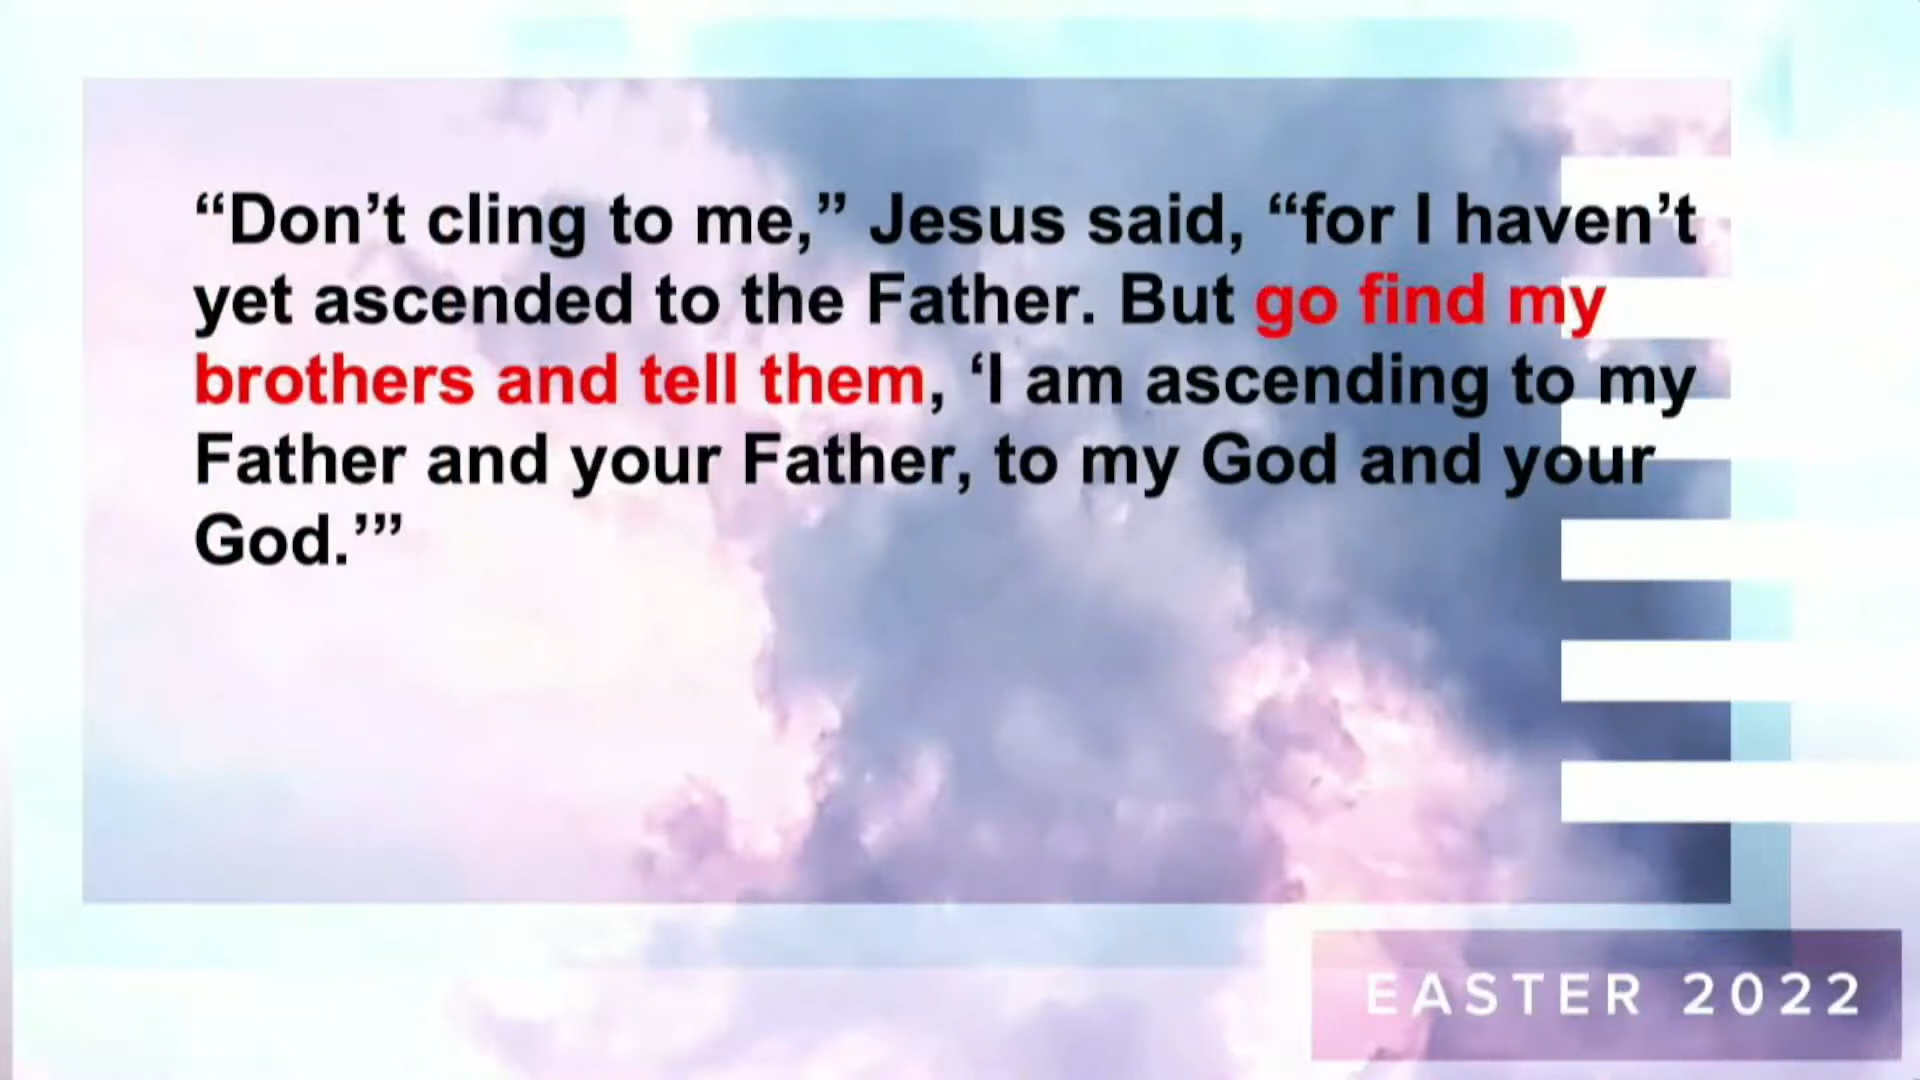 “Don’t cling to me,” Jesus said, “for I haven’t
yet ascended to the Father. But go find my
brothers and tell them, ‘I am ascending to my
Father and your Father, to my God and your
God.’”
EASTER 2022